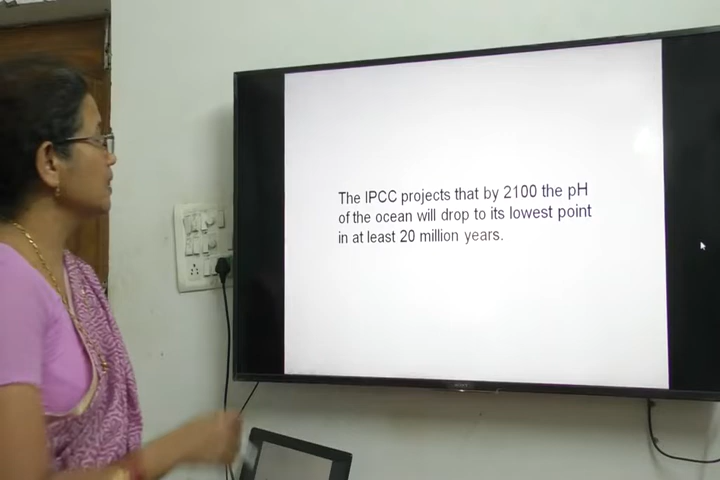 The IPCC projects that by 2100 the pH
of the ocean will drop to its lowest point
in at least 20 million years.